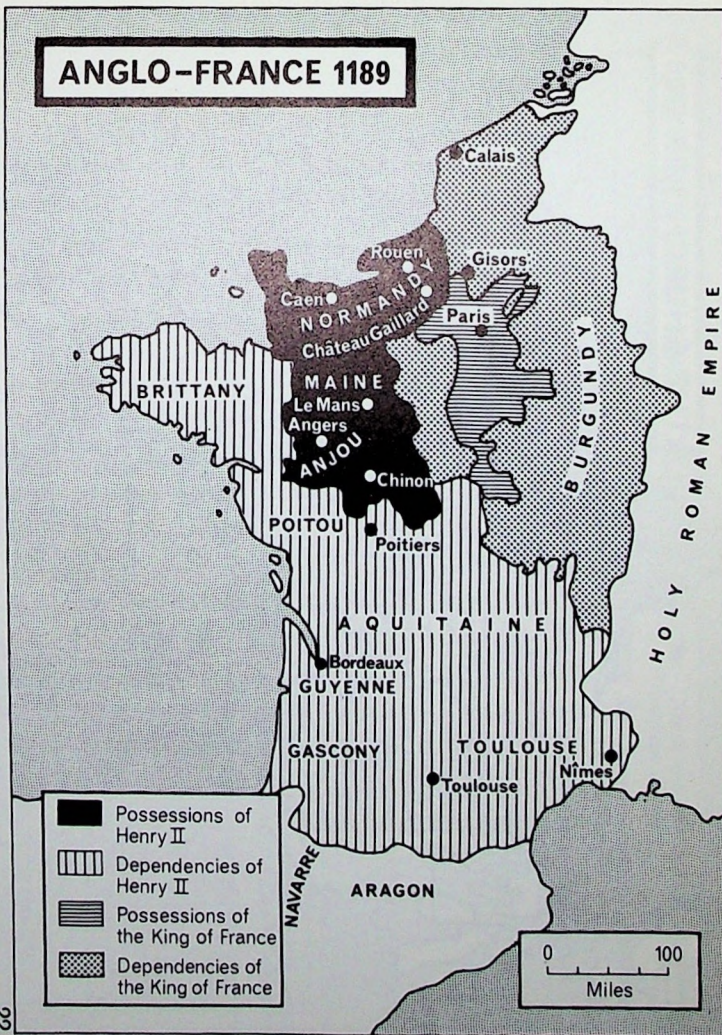 ANGLO-FRANCE 1189
Calais
Rouen
Gisors
Caen
NORMANDY
Château Gaillard
Paris
BRITTANY
MAINE
Le Mans
Angers
ANJOU
Chinon
BURGUNDY
HOLY ROMAN EMPIRE
POITOU
Poitiers
AQUITAINE
Bordeaux
GUYENNE
GASCONY
TOULOUSE
Nîmes
Toulouse
NAVARRE
ARAGON
Possessions of
Henry II
Dependencies of
Henry II
Possessions of
the King of France
Dependencies of
the King of France
0 100
Miles
22